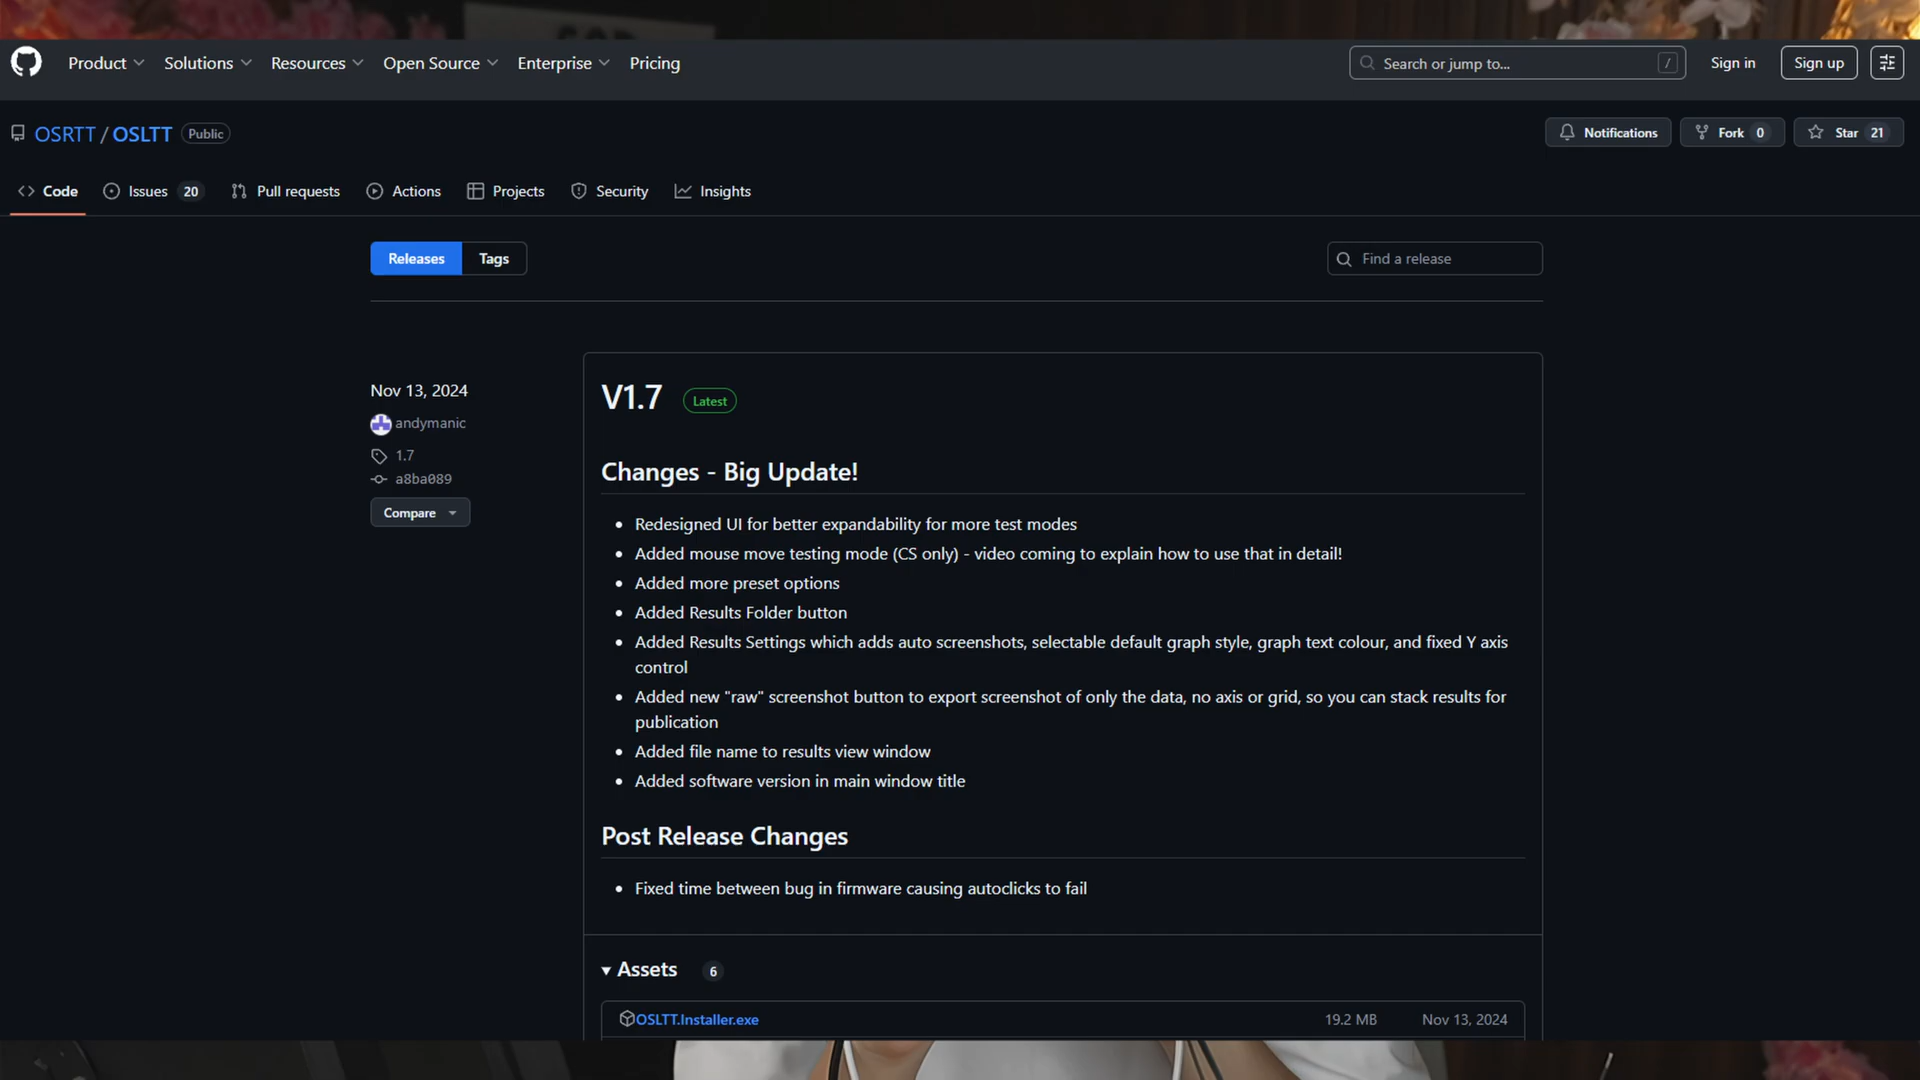 Product Solutions Resources Open Source Enterprise Pricing Search or jump to... / Sign in Sign up
OSRTT / OSLTT Public Notifications Fork 0 Star 21
Code Issues 20 Pull requests Actions Projects Security Insights
Releases Tags Find a release
Nov 13, 2024
andymanic
1.7
a8ba089
Compare
V1.7 Latest
Changes - Big Update!
Redesigned UI for better expandability for more test modes
Added mouse move testing mode (CS only) - video coming to explain how to use that in detail!
Added more preset options
Added Results Folder button
Added Results Settings which adds auto screenshots, selectable default graph style, graph text colour, and fixed Y axis
control
Added new "raw" screenshot button to export screenshot of only the data, no axis or grid, so you can stack results for
publication
Added file name to results view window
Added software version in main window title
Post Release Changes
Fixed time between bug in firmware causing autoclicks to fail
Assets 6
OSLTT.Installer.exe 19.2 MB Nov 13, 2024